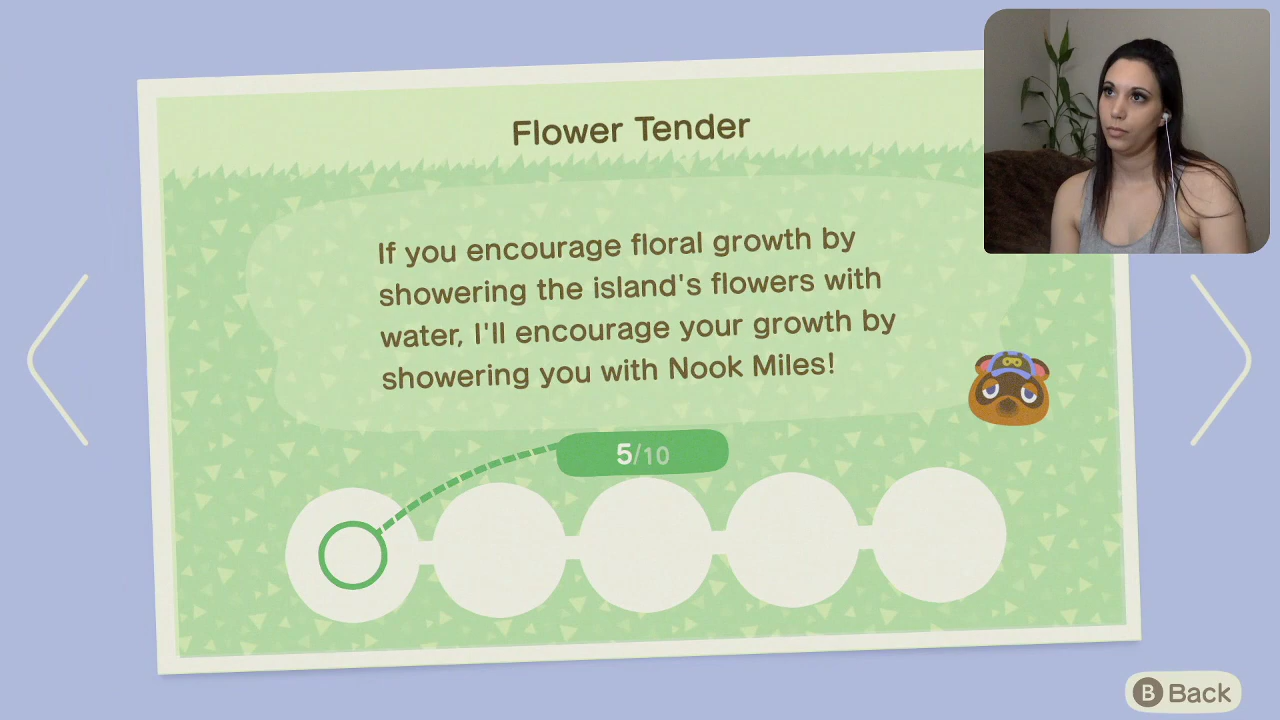 Flower Tender
If you encourage floral growth by
showering the island's flowers with
water, I'll encourage your growth by
showering you with Nook Miles!
5/10
B Back